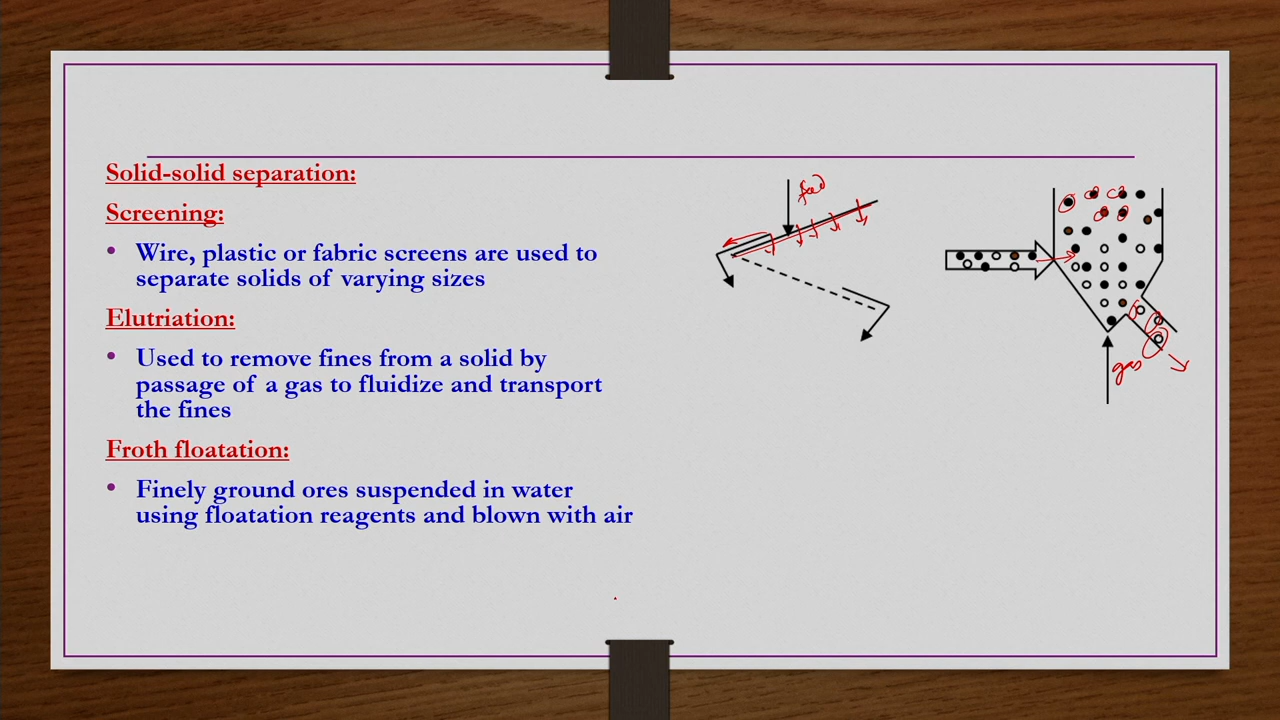 Solid-solid separation:
Screening:
• Wire, plastic or fabric screens are used to
separate solids of varying sizes
Elutriation:
• Used to remove fines from a solid by
passage of a gas to fluidize and transport
the fines
Froth floatation:
• Finely ground ores suspended in water
using floatation reagents and blown with air
feed
gas